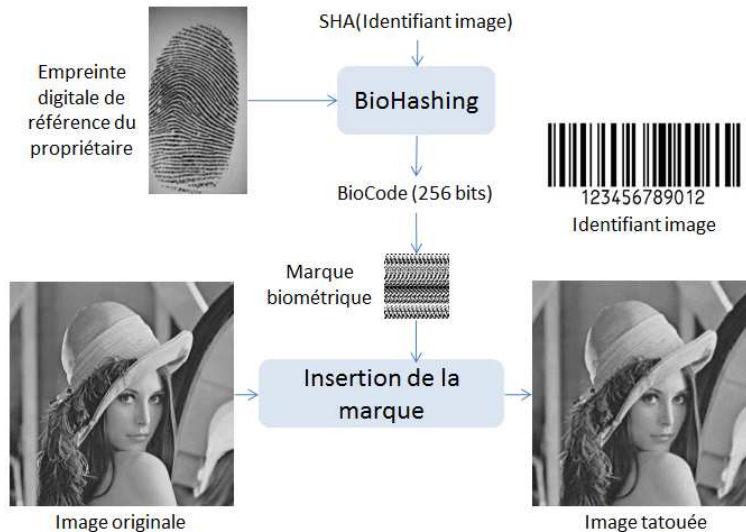 SHA(Identifiant image)
Empreinte
digitale de
référence du
propriétaire
BioHashing
BioCode (256 bits)
123456789012
Identifiant image
Marque
biométrique
Insertion de la
marque
Image originale
Image tatouée